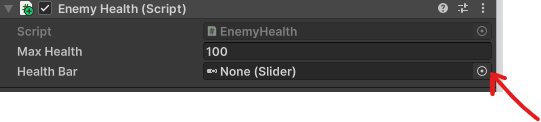 Enemy Health (Script)
Script EnemyHealth
Max Health 100
Health Bar None (Slider)